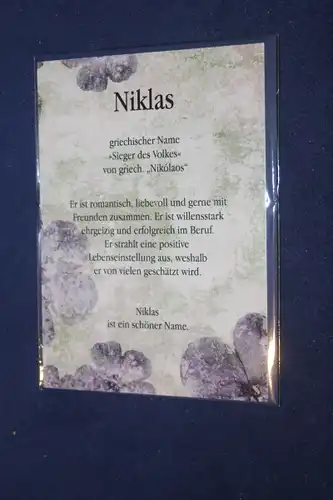 Niklas
griechischer Name
»Sieger des Volkes«
von griech. „Nikólaos“
Er ist romantisch, liebevoll und gerne mit
Freunden zusammen. Er ist willensstark
ehrgeizig und erfolgreich im Beruf.
Er strahlt eine positive
Lebenseinstellung aus, weshalb
er von vielen geschätzt wird.
Niklas
ist ein schöner Name.